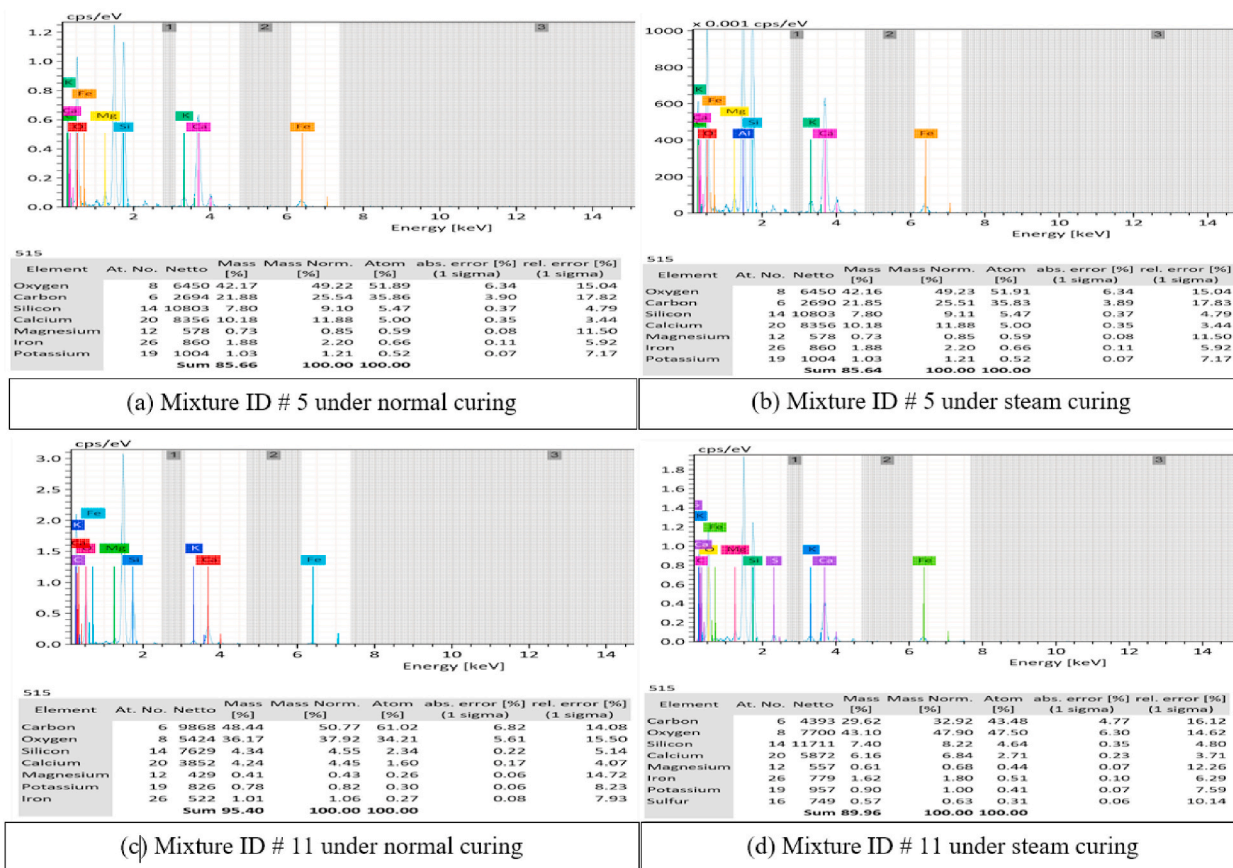 cps/eV
1 2 3
1.2
1.0
0.8
0.6
0.4
0.2
0.0
K
Fe
Ca
Mg
K
O Si Ca Fe
2 4 6 8 10 12 14
Energy [keV]
515
Element At. No. Netto Mass [%] Mass Norm. [%] Atom [%] abs. error [%] (1 sigma) rel. error [%] (1 sigma)
Oxygen 8 6450 42.17 49.22 51.89 6.34 15.04
Carbon 6 2694 21.88 25.54 35.86 3.90 17.82
Silicon 14 10803 7.80 9.10 5.47 0.37 4.79
Calcium 20 8356 10.18 11.88 5.00 0.35 3.44
Magnesium 12 578 0.73 0.85 0.59 0.08 11.50
Iron 26 860 1.88 2.20 0.66 0.11 5.92
Potassium 19 1004 1.03 1.21 0.52 0.07 7.17
Sum 85.66 100.00 100.00
(a) Mixture ID # 5 under normal curing
x 0.001 cps/eV
1 2 3
1000
800
600
400
200
0
K
Fe
Ca
Mg
Si K
O Al Ca Fe
2 4 6 8 10 12 14
Energy [keV]
515
Element At. No. Netto Mass [%] Mass Norm. [%] Atom [%] abs. error [%] (1 sigma) rel. error [%] (1 sigma)
Oxygen 8 6450 42.16 49.23 51.91 6.34 15.04
Carbon 6 2690 21.85 25.51 35.83 3.89 17.83
Silicon 14 10803 7.80 9.11 5.47 0.37 4.79
Calcium 20 8356 10.18 11.88 5.00 0.35 3.44
Magnesium 12 578 0.73 0.85 0.59 0.08 11.50
Iron 26 860 1.88 2.20 0.66 0.11 5.92
Potassium 19 1004 1.03 1.21 0.52 0.07 7.17
Sum 85.64 100.00 100.00
(b) Mixture ID # 5 under steam curing
cps/eV
1 2 3
3.0
2.5
2.0
1.5
1.0
0.5
0.0
Fe
K
Ca
Mg K
C Si Ca Fe
2 4 6 8 10 12 14
Energy [keV]
515
Element At. No. Netto Mass [%] Mass Norm. [%] Atom [%] abs. error [%] (1 sigma) rel. error [%] (1 sigma)
Carbon 6 9868 48.44 50.77 61.02 6.82 14.08
Oxygen 8 5424 36.17 37.92 34.21 5.61 15.50
Silicon 14 7629 4.34 4.55 2.34 0.22 5.14
Calcium 20 3852 4.24 4.45 1.60 0.17 4.07
Magnesium 12 429 0.41 0.43 0.26 0.06 14.72
Potassium 19 826 0.78 0.82 0.30 0.06 8.23
Iron 26 522 1.01 1.06 0.27 0.08 7.93
Sum 95.40 100.00 100.00
(c) Mixture ID # 11 under normal curing
cps/eV
1 2 3
1.8
1.6
1.4
1.2
1.0
0.8
0.6
0.4
0.2
0.0
K
Fe
Ca O Mg K
C Si S Ca Fe
2 4 6 8 10 12 14
Energy [keV]
515
Element At. No. Netto Mass [%] Mass Norm. [%] Atom [%] abs. error [%] (1 sigma) rel. error [%] (1 sigma)
Carbon 6 4393 29.62 32.92 43.48 4.77 16.12
Oxygen 8 7700 43.10 47.90 47.50 6.30 14.62
Silicon 14 11711 7.40 8.22 4.64 0.35 4.80
Calcium 20 5872 6.16 6.84 2.71 0.23 3.71
Magnesium 12 557 0.61 0.68 0.44 0.07 12.26
Iron 26 779 1.62 1.80 0.51 0.10 6.29
Potassium 19 957 0.90 1.00 0.41 0.07 7.59
Sulfur 16 749 0.57 0.63 0.31 0.06 10.14
Sum 89.96 100.00 100.00
(d) Mixture ID # 11 under steam curing